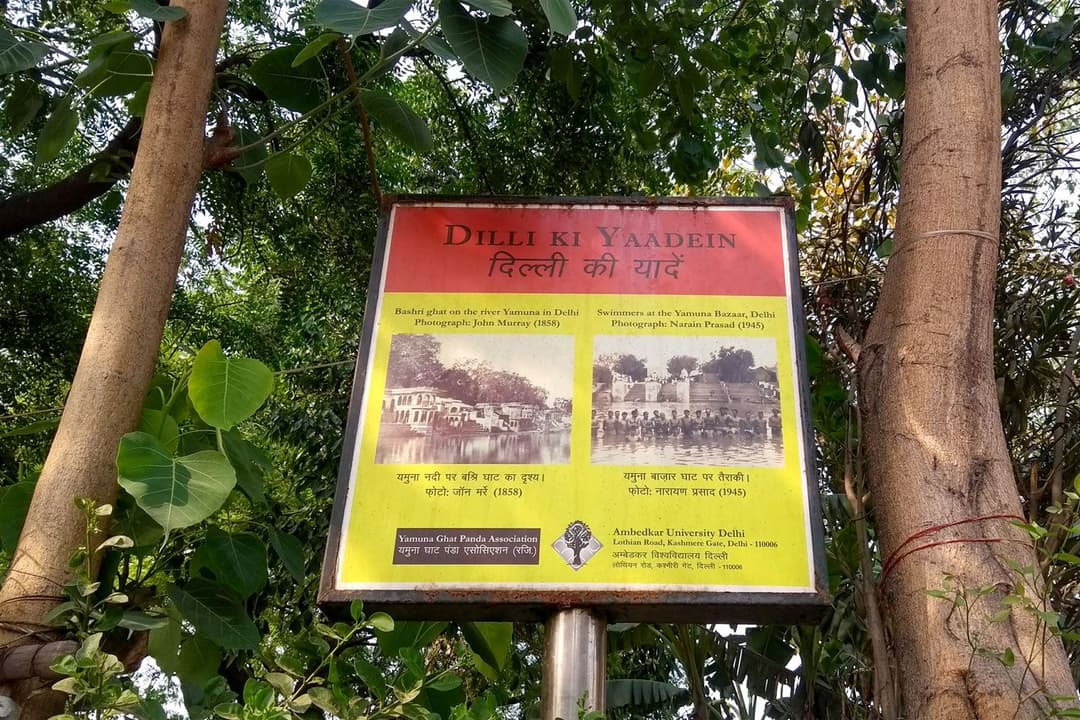 DILLI KI YAADEIN
दिल्ली की यादें
Bashri ghat on the river Yamuna in Delhi
Photograph: John Murray (1858)
यमुना नदी पर बश्रि घाट का दृश्य।
फोटो: जॉन मर्रे (1858)
Swimmers at the Yamuna Bazaar, Delhi
Photograph: Narain Prasad (1945)
यमुना बाज़ार घाट पर तैराकी।
फोटो: नारायण प्रसाद (1945)
Yamuna Ghat Panda Association
यमुना घाट पंडा एसोसिएशन (रजि.)
Ambedkar University Delhi
Lothian Road, Kashmere Gate, Delhi - 110006
अम्बेडकर विश्वविद्यालय दिल्ली
लोथियन रोड, कश्मीरी गेट, दिल्ली - 110006